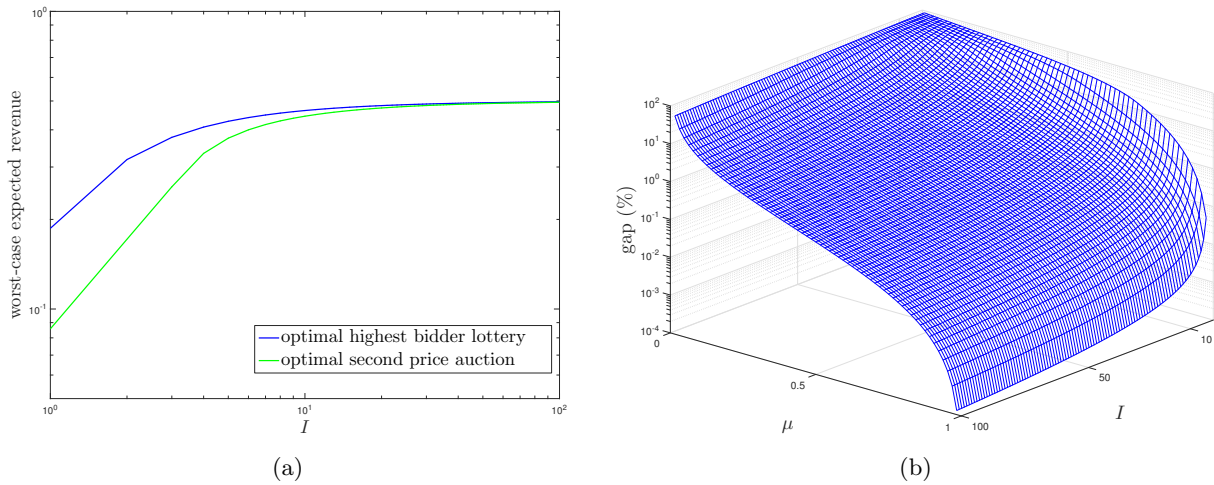 10^0
10^-1
worst-case expected revenue
optimal highest bidder lottery
optimal second price auction
10^0
10^1
10^2
I
(a)
10^2
10^1
10^0
10^-1
10^-2
10^-3
10^-4
gap (%)
0
0.5
1
μ
100
50
10
I
(b)